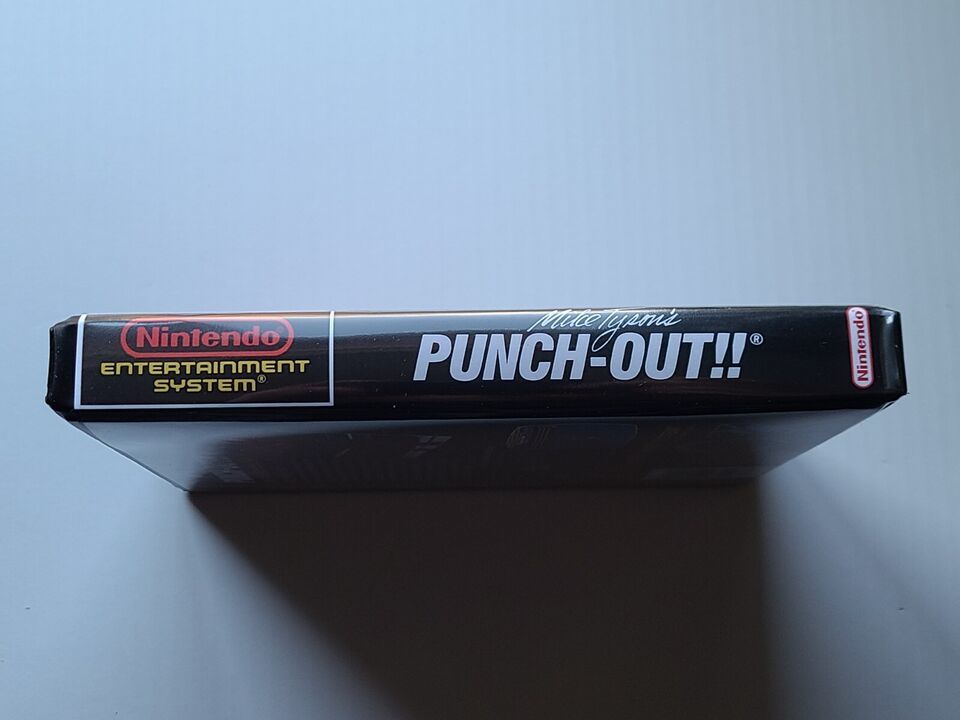 Nintendo®
ENTERTAINMENT
SYSTEM®
Mike Tyson's
PUNCH-OUT!!®
Nintendo